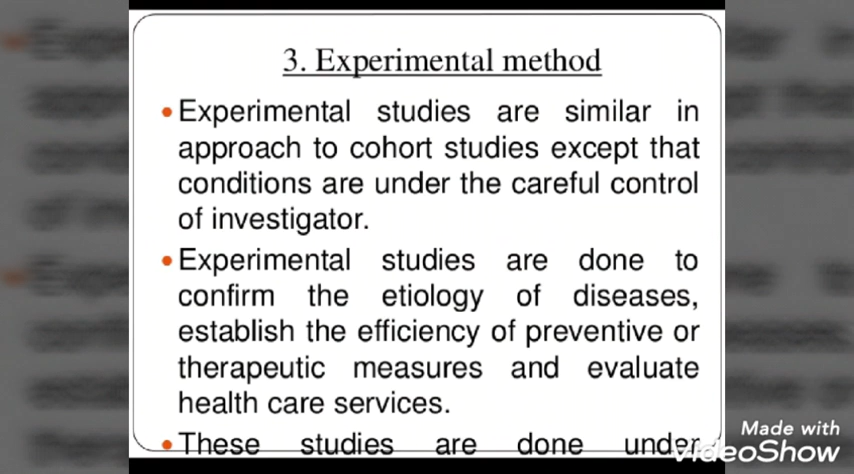 3. Experimental method
•Experimental studies are similar in
approach to cohort studies except that
conditions are under the careful control
of investigator.
•Experimental studies are done to
confirm the etiology of diseases,
establish the efficiency of preventive or
therapeutic measures and evaluate
health care services.
•These studies are done under
Made with
VideoShow